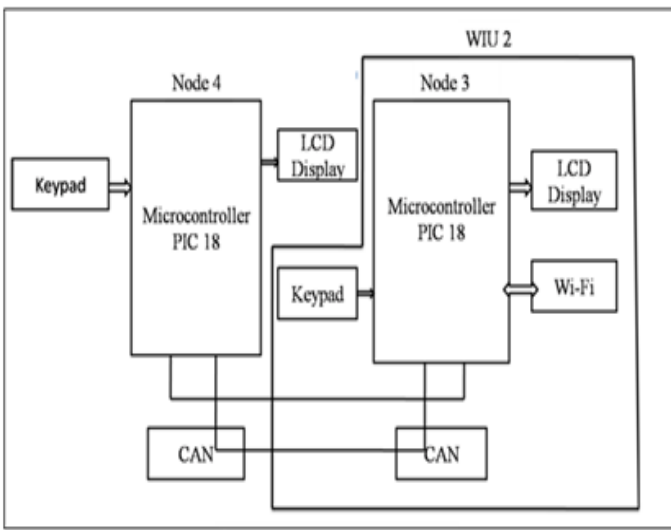 WIU 2
Node 4
Node 3
LCD
Display
Keypad
Microcontroller
PIC 18
LCD
Display
Microcontroller
PIC 18
Keypad
Wi-Fi
CAN
CAN